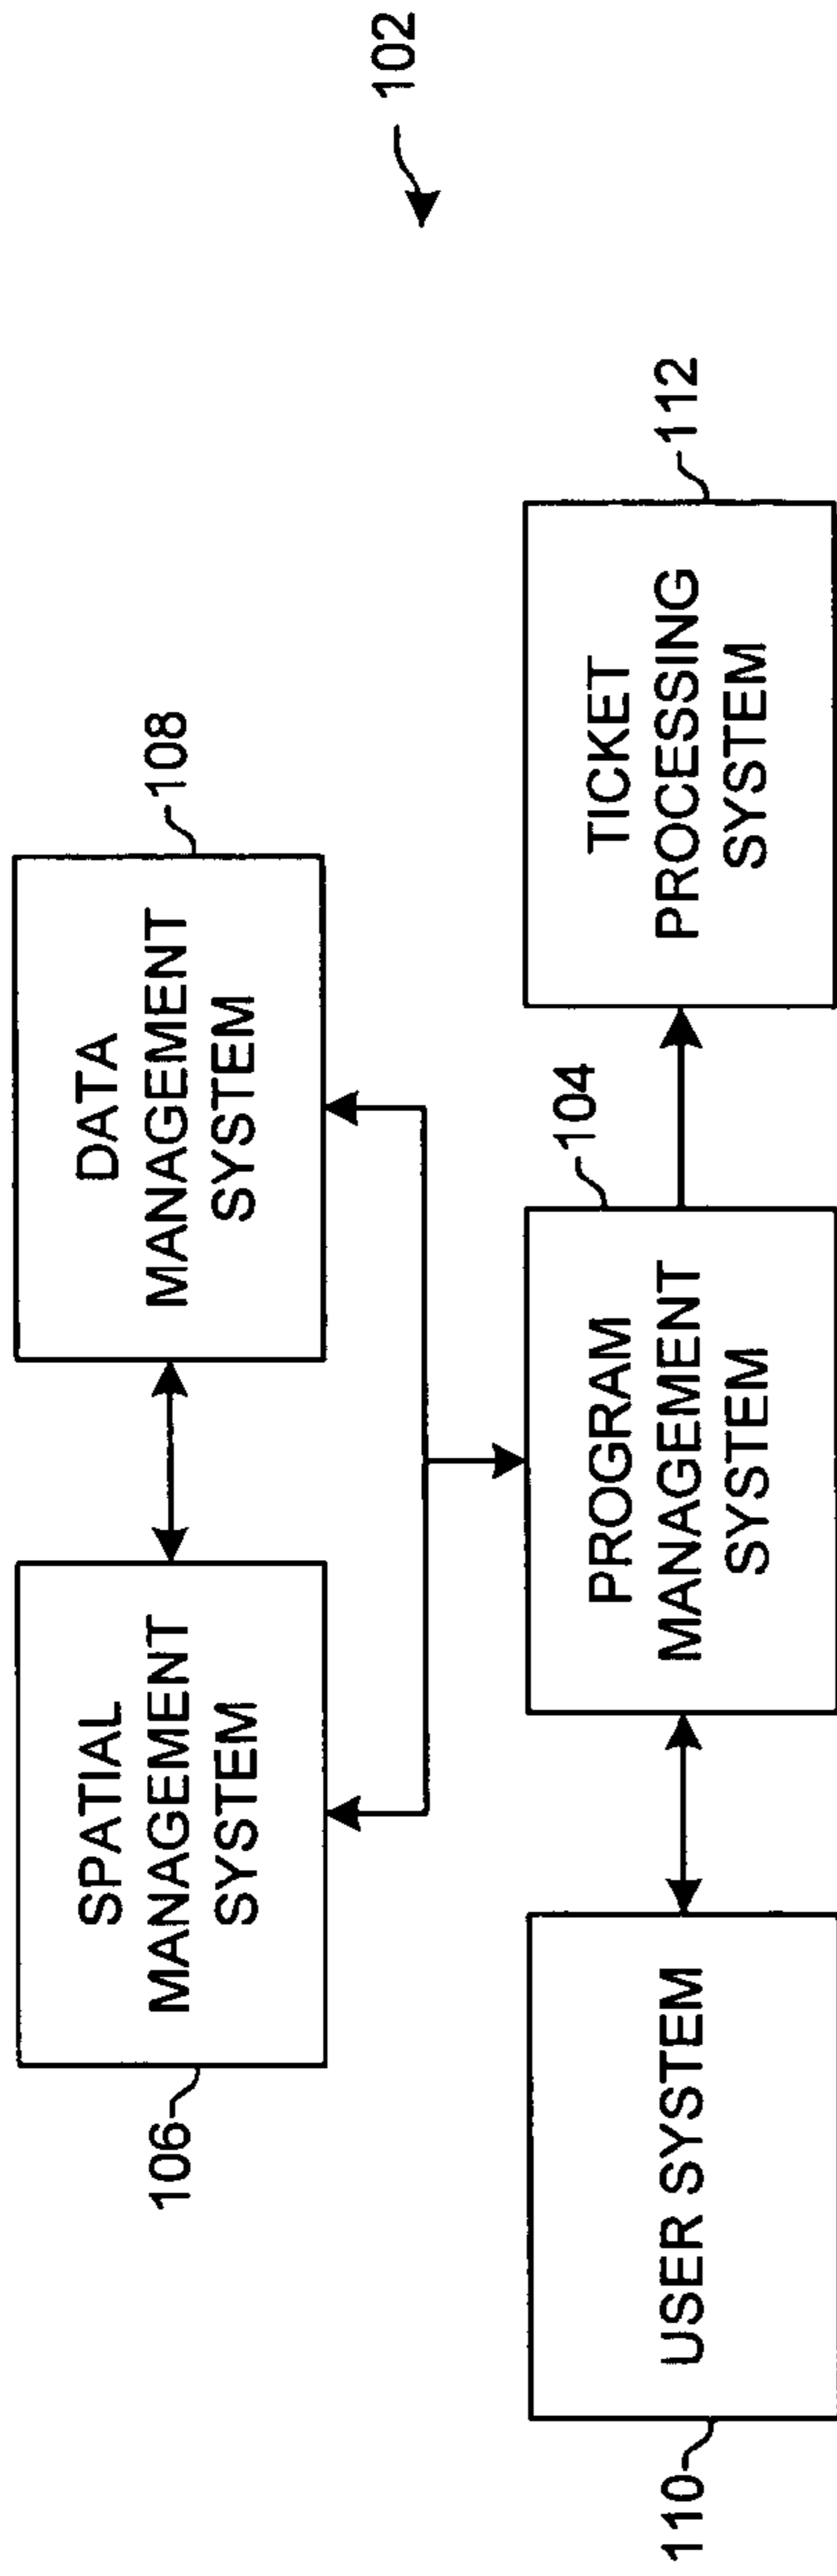 102
SPATIAL
MANAGEMENT
SYSTEM
106
DATA
MANAGEMENT
SYSTEM
108
USER SYSTEM
110
PROGRAM
MANAGEMENT
SYSTEM
104
TICKET
PROCESSING
SYSTEM
112